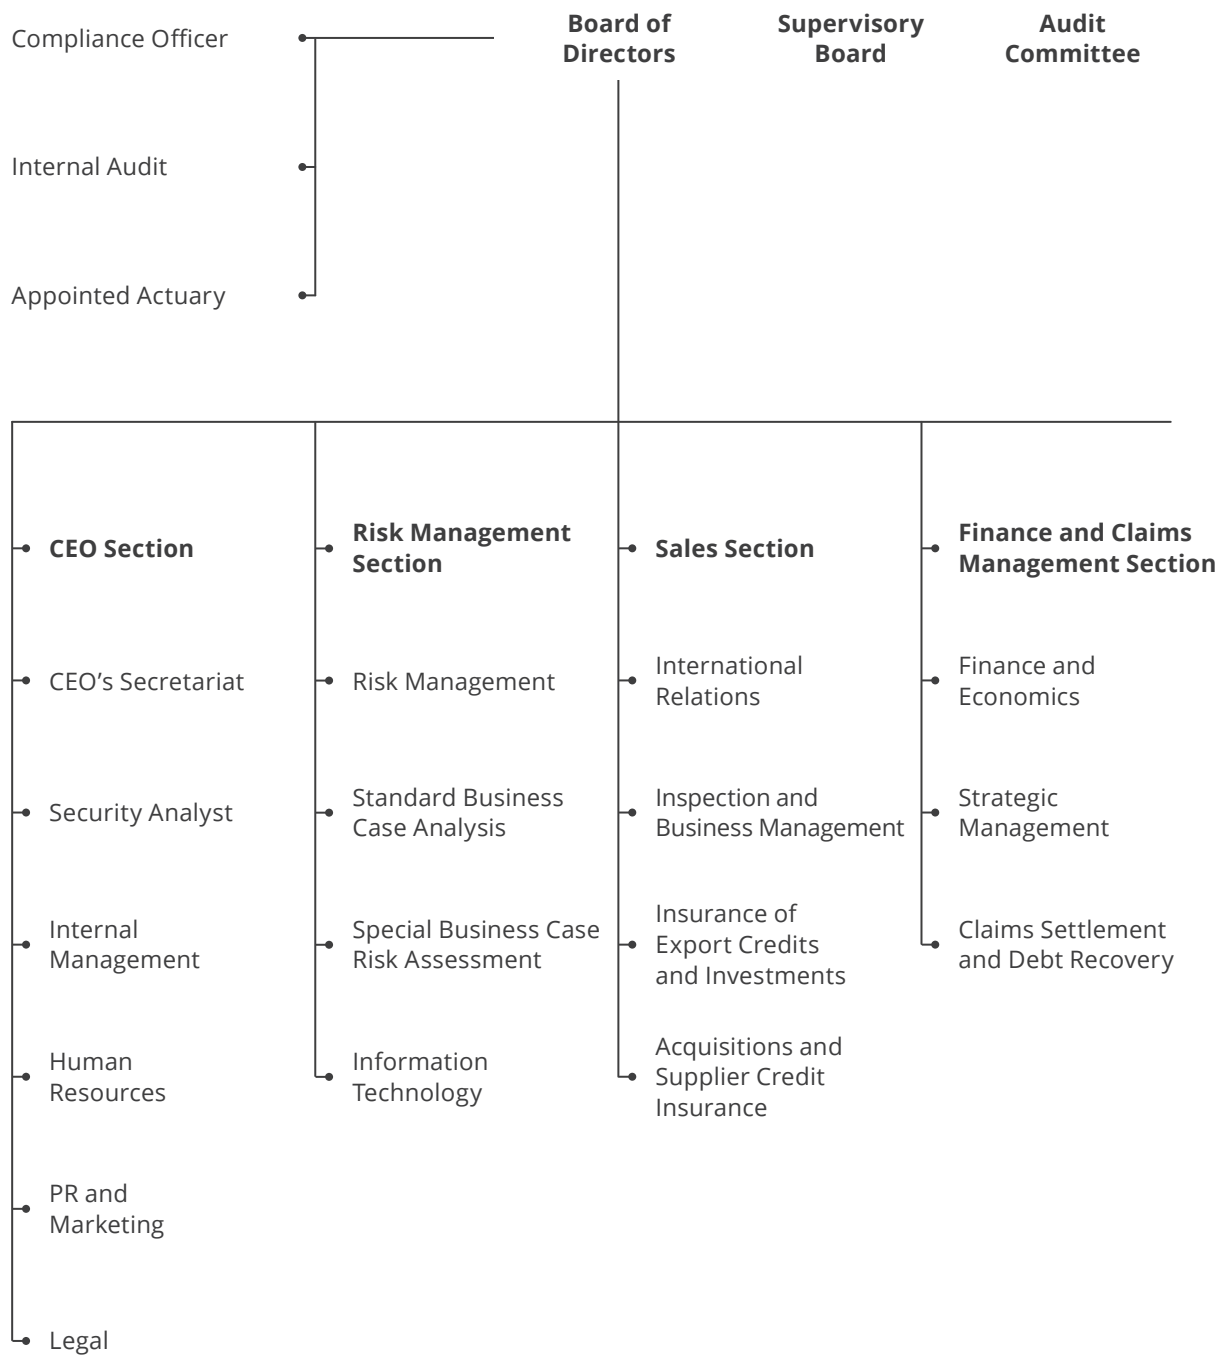 Compliance Officer
Board of
Directors
Supervisory
Board
Audit
Committee
Internal Audit
Appointed Actuary
CEO Section
CEO’s Secretariat
Security Analyst
Internal
Management
Human
Resources
PR and
Marketing
Legal
Risk Management
Section
Risk Management
Standard Business
Case Analysis
Special Business Case
Risk Assessment
Information
Technology
Sales Section
International
Relations
Inspection and
Business Management
Insurance of
Export Credits
and Investments
Acquisitions and
Supplier Credit
Insurance
Finance and Claims
Management Section
Finance and
Economics
Strategic
Management
Claims Settlement
and Debt Recovery